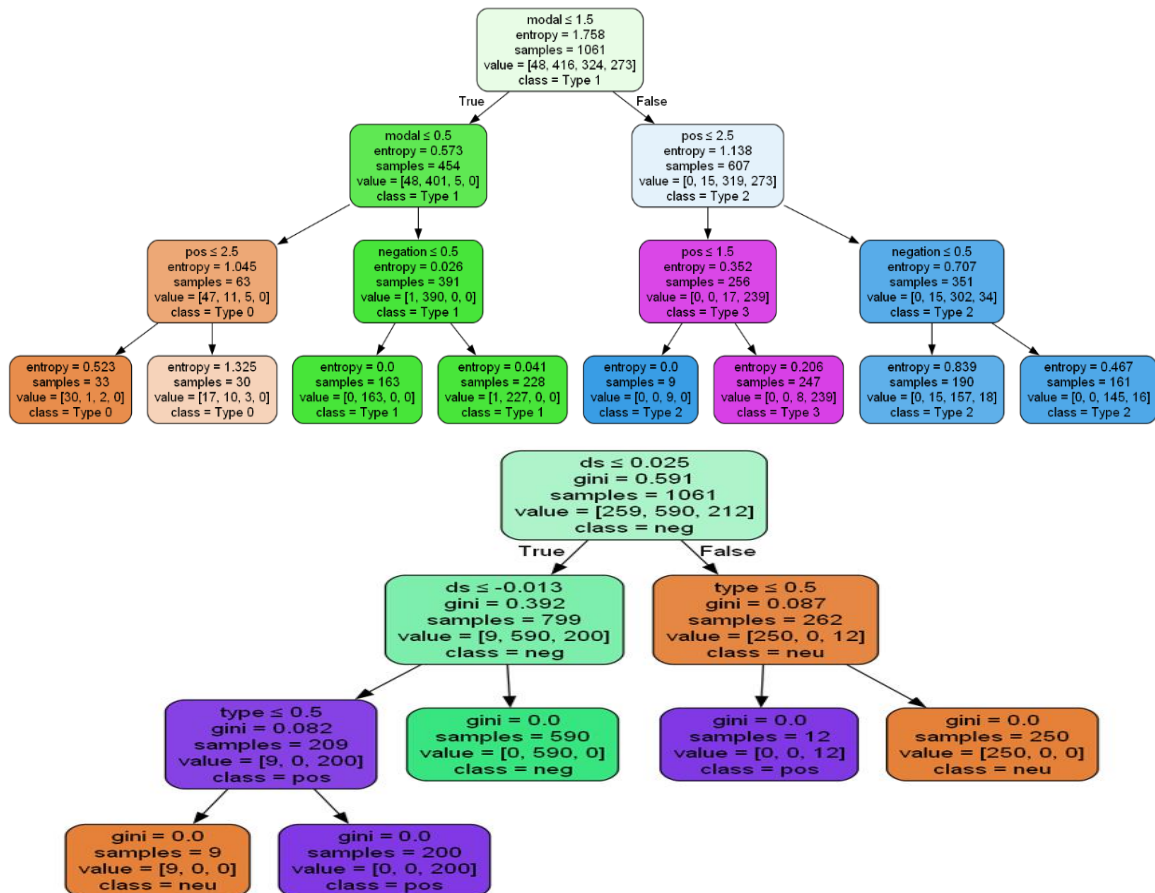 modal ≤ 1.5
entropy = 1.758
samples = 1061
value = [48, 416, 324, 273]
class = Type 1
True
False
modal ≤ 0.5
entropy = 0.573
samples = 454
value = [48, 401, 5, 0]
class = Type 1
pos ≤ 2.5
entropy = 1.138
samples = 607
value = [0, 15, 319, 273]
class = Type 2
pos ≤ 2.5
entropy = 1.045
samples = 63
value = [47, 11, 5, 0]
class = Type 0
negation ≤ 0.5
entropy = 0.026
samples = 391
value = [1, 390, 0, 0]
class = Type 1
pos ≤ 1.5
entropy = 0.352
samples = 256
value = [0, 0, 17, 239]
class = Type 3
negation ≤ 0.5
entropy = 0.707
samples = 351
value = [0, 15, 302, 34]
class = Type 2
entropy = 0.523
samples = 33
value = [30, 1, 2, 0]
class = Type 0
entropy = 1.325
samples = 30
value = [17, 10, 3, 0]
class = Type 0
entropy = 0.0
samples = 163
value = [0, 163, 0, 0]
class = Type 1
entropy = 0.041
samples = 228
value = [1, 227, 0, 0]
class = Type 1
entropy = 0.0
samples = 9
value = [0, 0, 9, 0]
class = Type 2
entropy = 0.206
samples = 247
value = [0, 0, 8, 239]
class = Type 3
entropy = 0.839
samples = 190
value = [0, 15, 157, 18]
class = Type 2
entropy = 0.467
samples = 161
value = [0, 0, 145, 16]
class = Type 2
ds ≤ 0.025
gini = 0.591
samples = 1061
value = [259, 590, 212]
class = neg
True
False
ds ≤ -0.013
gini = 0.392
samples = 799
value = [9, 590, 200]
class = neg
type ≤ 0.5
gini = 0.087
samples = 262
value = [250, 0, 12]
class = neu
type ≤ 0.5
gini = 0.082
samples = 209
value = [9, 0, 200]
class = pos
gini = 0.0
samples = 590
value = [0, 590, 0]
class = neg
gini = 0.0
samples = 12
value = [0, 0, 12]
class = pos
gini = 0.0
samples = 250
value = [250, 0, 0]
class = neu
gini = 0.0
samples = 9
value = [9, 0, 0]
class = neu
gini = 0.0
samples = 200
value = [0, 0, 200]
class = pos